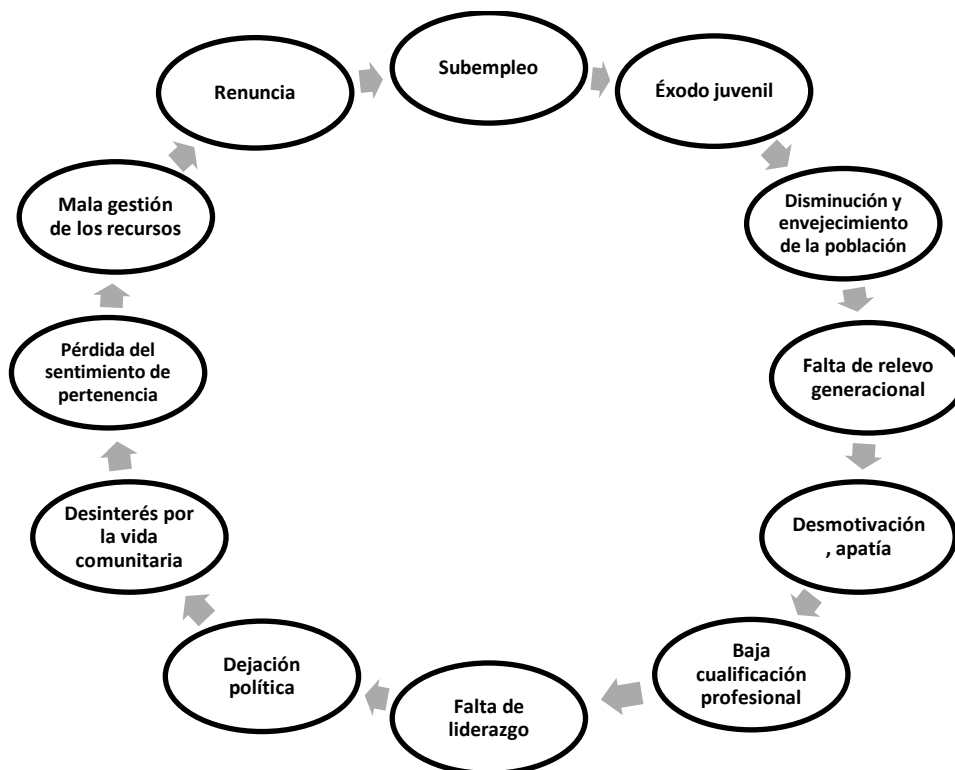 Subempleo
Éxodo juvenil
Disminución y
envejecimiento
de la población
Falta de relevo
generacional
Desmotivación
, apatía
Baja
cualificación
profesional
Falta de
liderazgo
Dejación
política
Desinterés por
la vida
comunitaria
Pérdida del
sentimiento de
pertenencia
Mala gestión
de los recursos
Renuncia